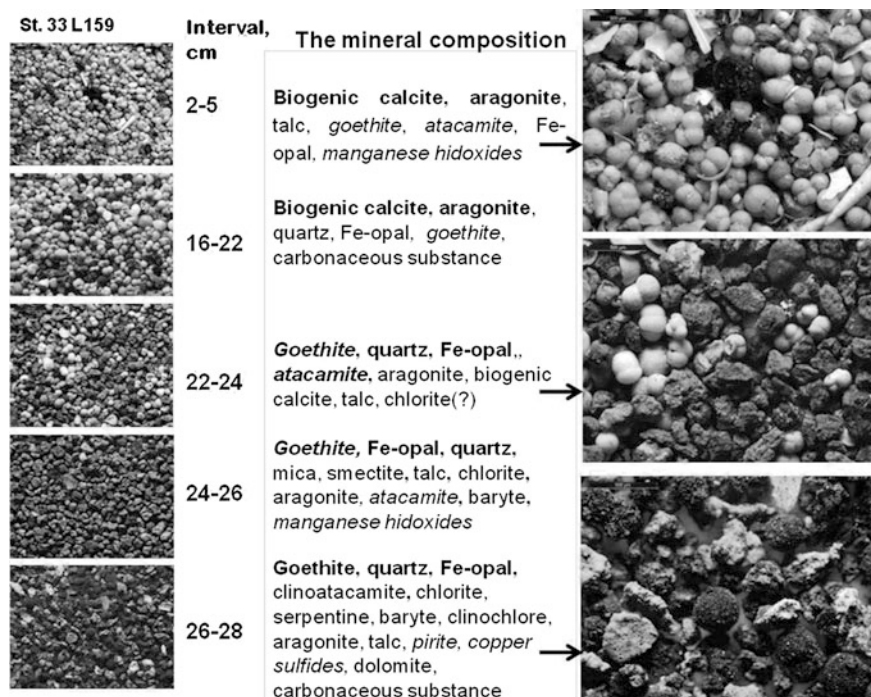 St. 33 L159
Interval,
cm
The mineral composition
2-5
Biogenic calcite, aragonite,
talc, goethite, atacamite, Fe-
opal, manganese hidoxides
16-22
Biogenic calcite, aragonite,
quartz, Fe-opal, goethite,
carbonaceous substance
22-24
Goethite, quartz, Fe-opal,,
atacamite, aragonite, biogenic
calcite, talc, chlorite(?)
24-26
Goethite, Fe-opal, quartz,
mica, smectite, talc, chlorite,
aragonite, atacamite, baryte,
manganese hidoxides
26-28
Goethite, quartz, Fe-opal,
clinoatacamite, chlorite,
serpentine, baryte, clinochlore,
aragonite, talc, pirite, copper
sulfides, dolomite,
carbonaceous substance